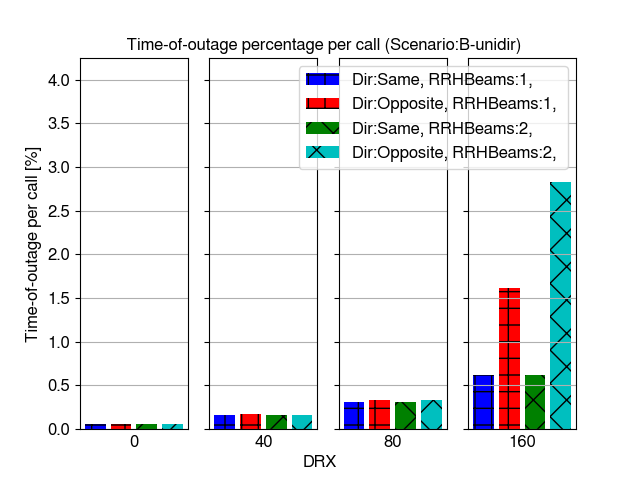 Time-of-outage percentage per call (Scenario:B-unidir)
Dir:Same, RRHBeams:1,
Dir:Opposite, RRHBeams:1,
Dir:Same, RRHBeams:2,
Dir:Opposite, RRHBeams:2,
Time-of-outage per call [%]
4.0
3.5
3.0
2.5
2.0
1.5
1.0
0.5
0.0
0 40 80 160
DRX